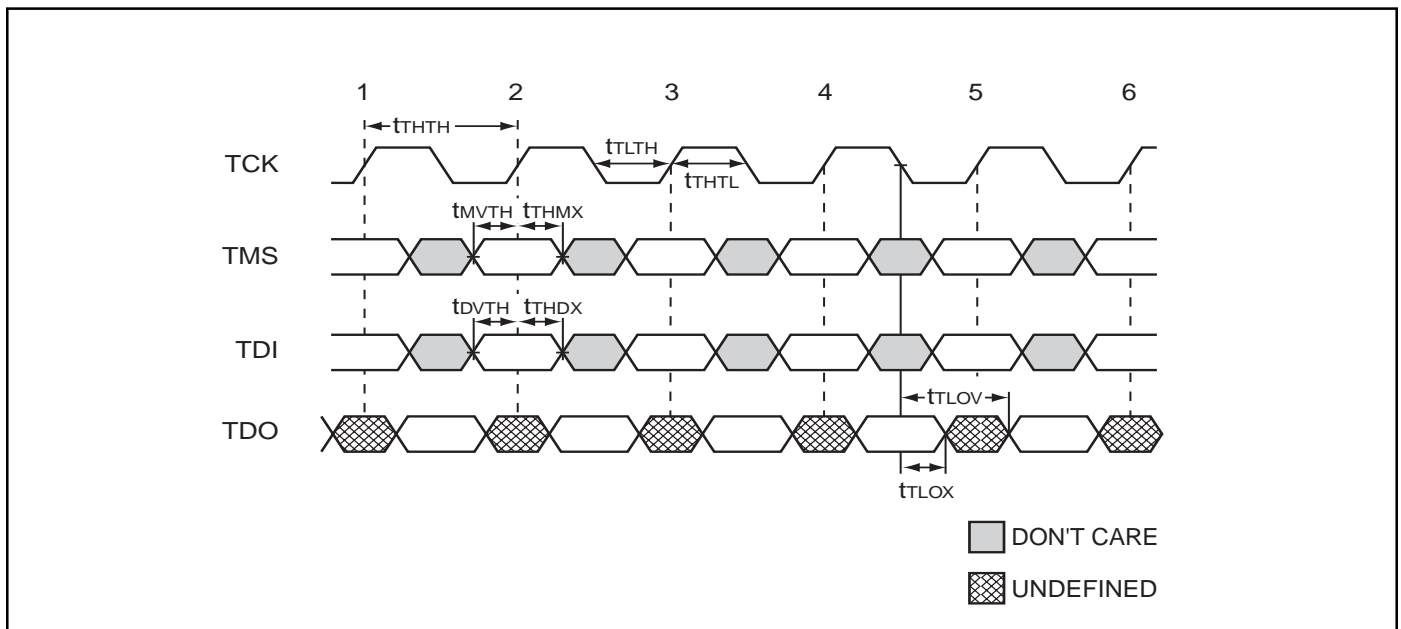 1 2 3 4 5 6
tTHTH
TCK
tTLTH
tTHTL
tMVTH tTHMX
TMS
tDVTH tTHDX
TDI
tTLOV
TDO
tTLOX
DON'T CARE
UNDEFINED